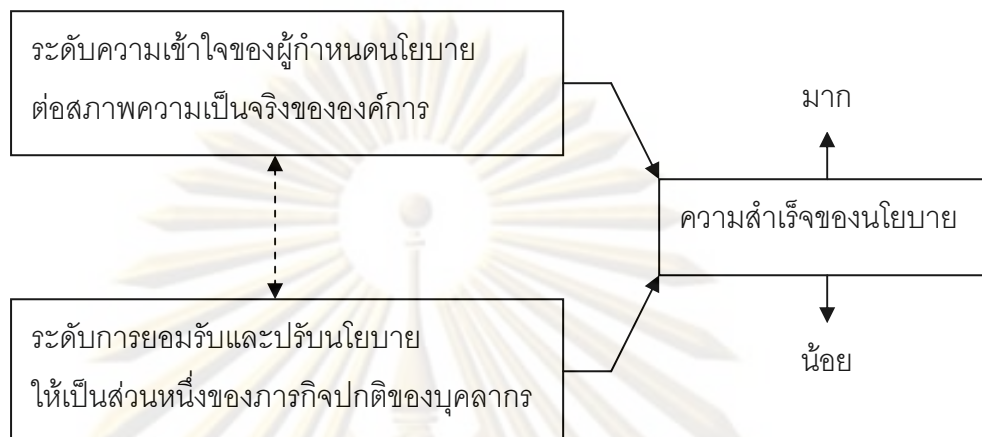 ระดับความเข้าใจของผู้กำหนดนโยบาย
ต่อสภาพความเป็นจริงขององค์การ
มาก
ความสำเร็จของนโยบาย
น้อย
ระดับการยอมรับและปรับนโยบาย
ให้เป็นส่วนหนึ่งของภารกิจปกติของบุคลากร